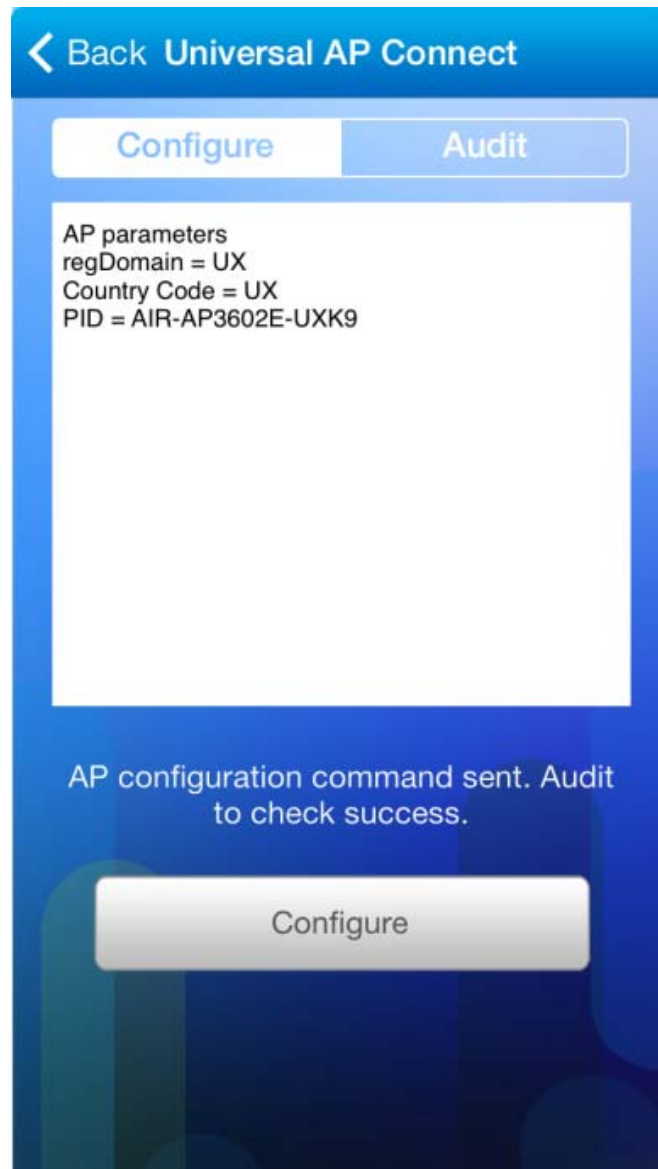 Back Universal AP Connect
Configure Audit
AP parameters
regDomain = UX
Country Code = UX
PID = AIR-AP3602E-UXK9
AP configuration command sent. Audit
to check success.
Configure